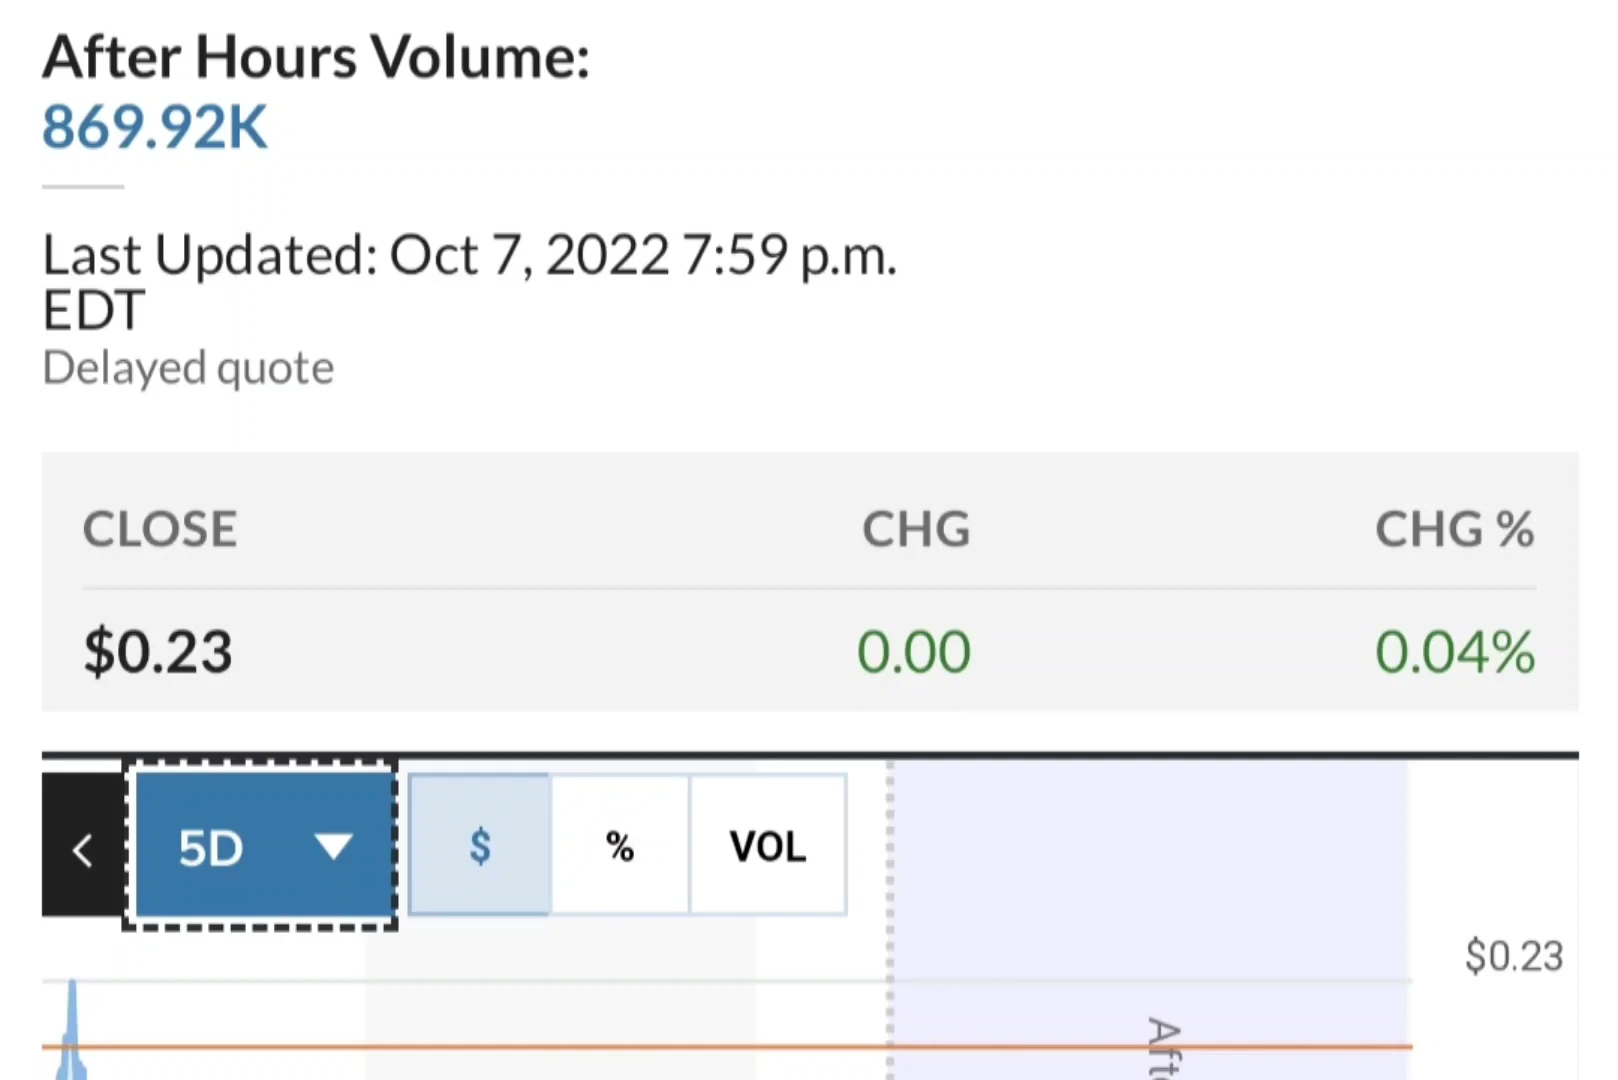 After Hours Volume:
869.92K
Last Updated: Oct 7, 2022 7:59 p.m.
EDT
Delayed quote
CLOSE CHG CHG %
$0.23 0.00 0.04%
5D $ % VOL
$0.23